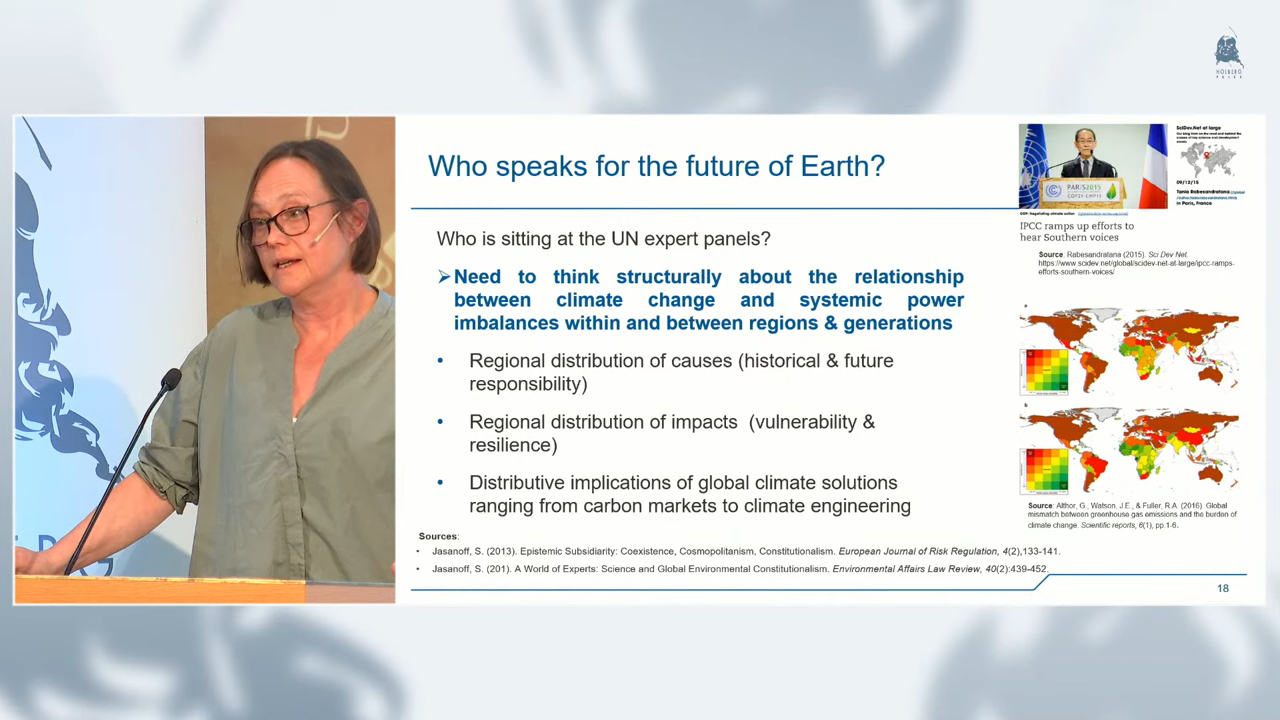 HOLBERG
PRIZE
Who speaks for the future of Earth?
Who is sitting at the UN expert panels?
➢Need to think structurally about the relationship
between climate change and systemic power
imbalances within and between regions & generations
• Regional distribution of causes (historical & future
responsibility)
• Regional distribution of impacts (vulnerability &
resilience)
• Distributive implications of global climate solutions
ranging from carbon markets to climate engineering
Sources:
• Jasanoff, S. (2013). Epistemic Subsidiarity: Coexistence, Cosmopolitanism, Constitutionalism. European Journal of Risk Regulation, 4(2),133-141.
• Jasanoff, S. (201). A World of Experts: Science and Global Environmental Constitutionalism. Environmental Affairs Law Review, 40(2):439-452.
PARIS2015
COP21·CMP11
SciDev.Net at large
09/12/15
Tania Rabesandratana
in Paris, France
IPCC ramps up efforts to
hear Southern voices
Source: Rabesandratana (2015). Sci Dev Net.
https://www.scidev.net/global/scidev-net-at-large/ipcc-ramps-
efforts-southern-voices/
a
b
Source: Althor, G., Watson, J.E., & Fuller, R.A. (2016). Global
mismatch between greenhouse gas emissions and the burden of
climate change. Scientific reports, 6(1), pp.1-6.
18